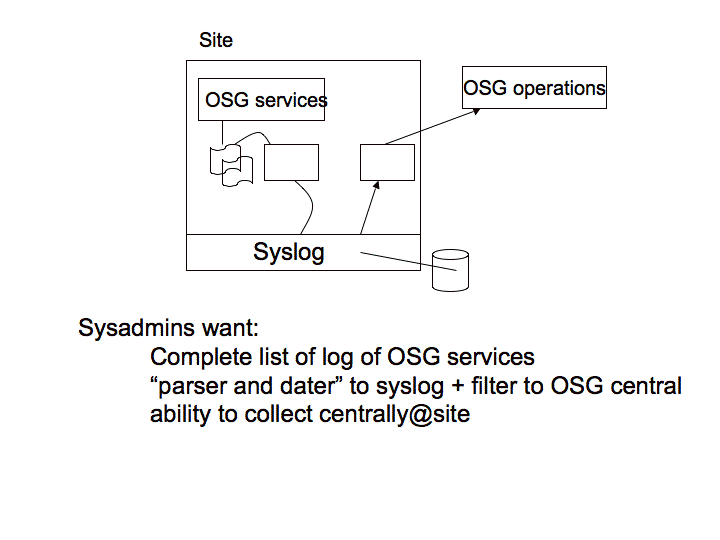 Site
OSG services
OSG operations
Syslog
Sysadmins want:
Complete list of log of OSG services
“parser and dater” to syslog + filter to OSG central
ability to collect centrally@site